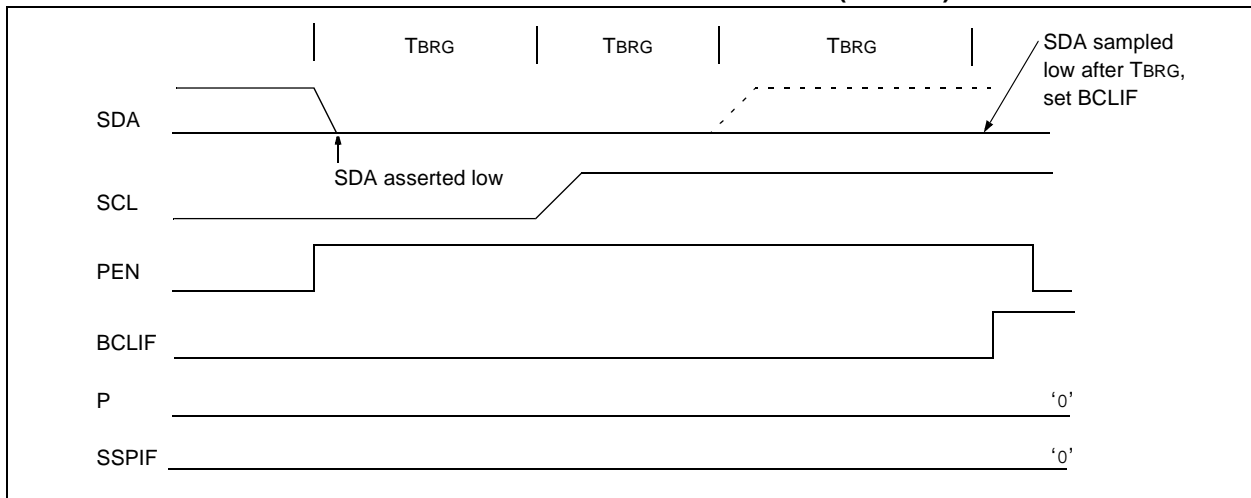 TBRG TBRG TBRG
SDA sampled
low after TBRG,
set BCLIF
SDA
SDA asserted low
SCL
PEN
BCLIF
P '0'
SSPIF '0'